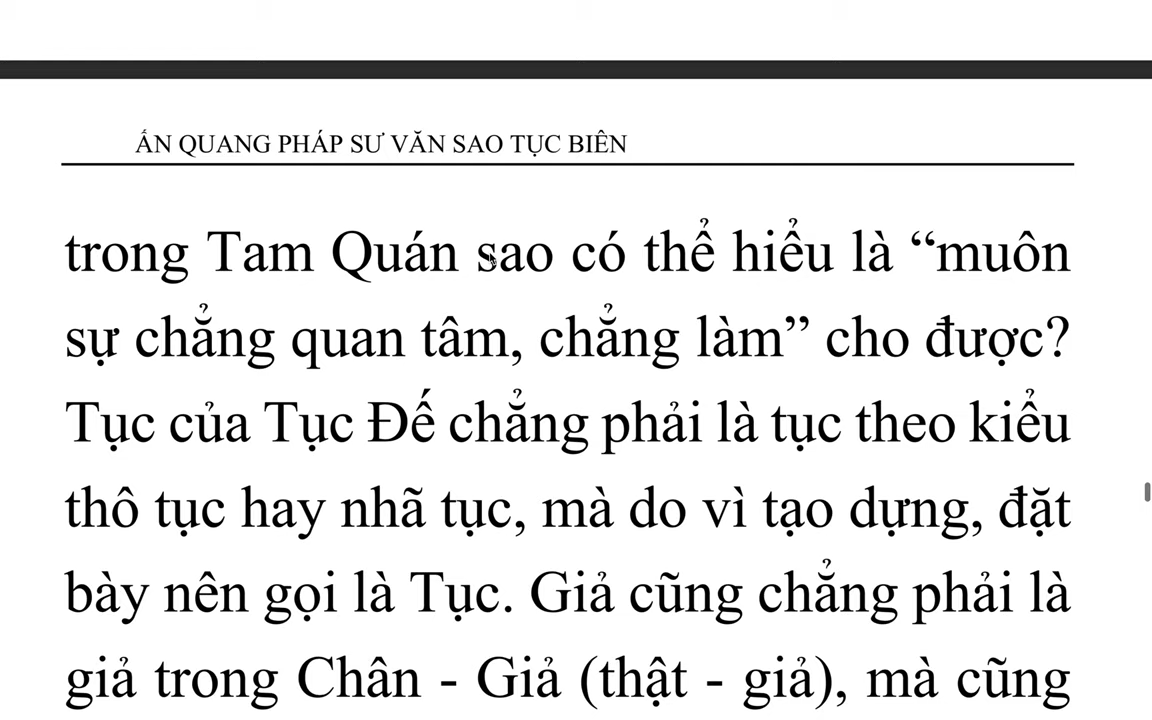 ẤN QUANG PHÁP SƯ VĂN SAO TỤC BIÊN
trong Tam Quán sao có thể hiểu là “muôn
sự chẳng quan tâm, chẳng làm” cho được?
Tục của Tục Đế chẳng phải là tục theo kiểu
thô tục hay nhã tục, mà do vì tạo dựng, đặt
bày nên gọi là Tục. Giả cũng chẳng phải là
giả trong Chân - Giả (thật - giả), mà cũng